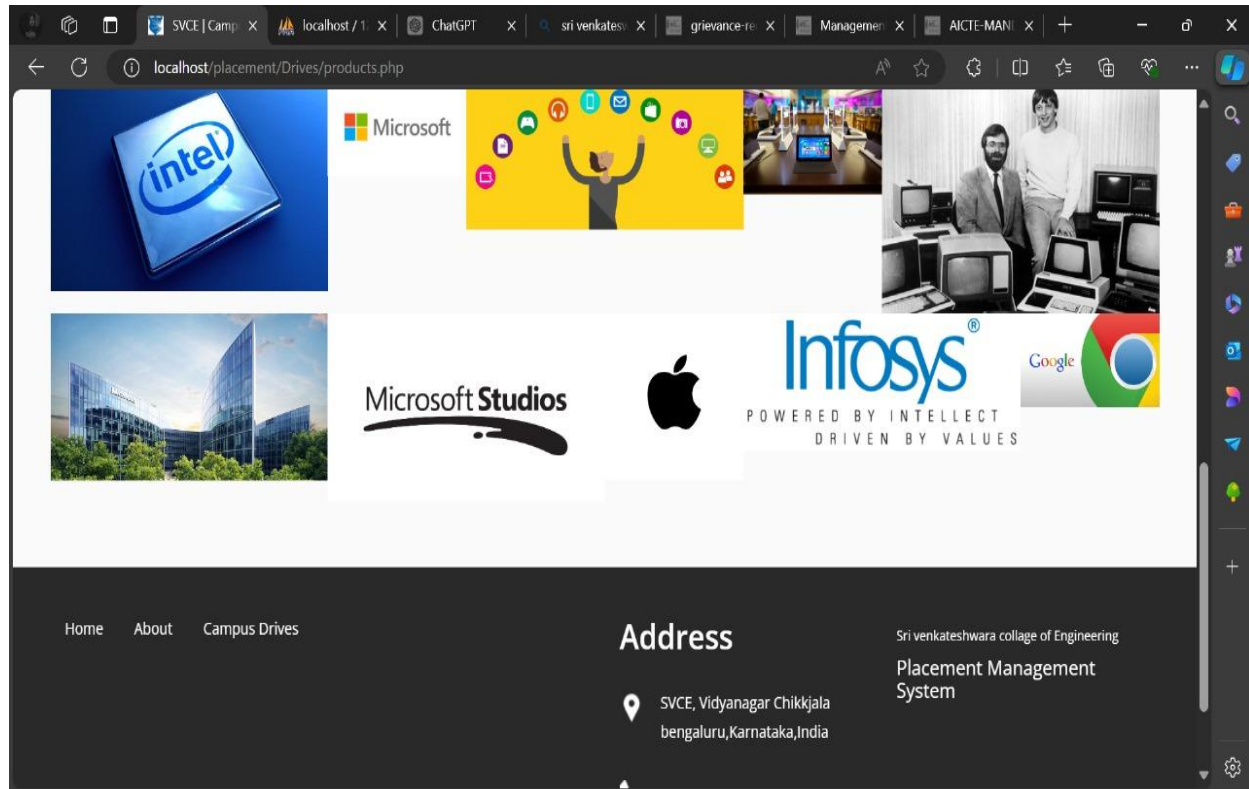 SVCE | Camp
localhost / 1
ChatGPT
sri venkatesw
grievance-re
Managemen
AICTE-MAN
localhost/placement/Drives/products.php
intel
Microsoft
Microsoft Studios
Infosys®
POWERED BY INTELLECT
DRIVEN BY VALUES
Google
Home About Campus Drives
Address
SVCE, Vidyanagar Chikkjala
bengaluru,Karnataka,India
Sri venkateshwara collage of Engineering
Placement Management
System